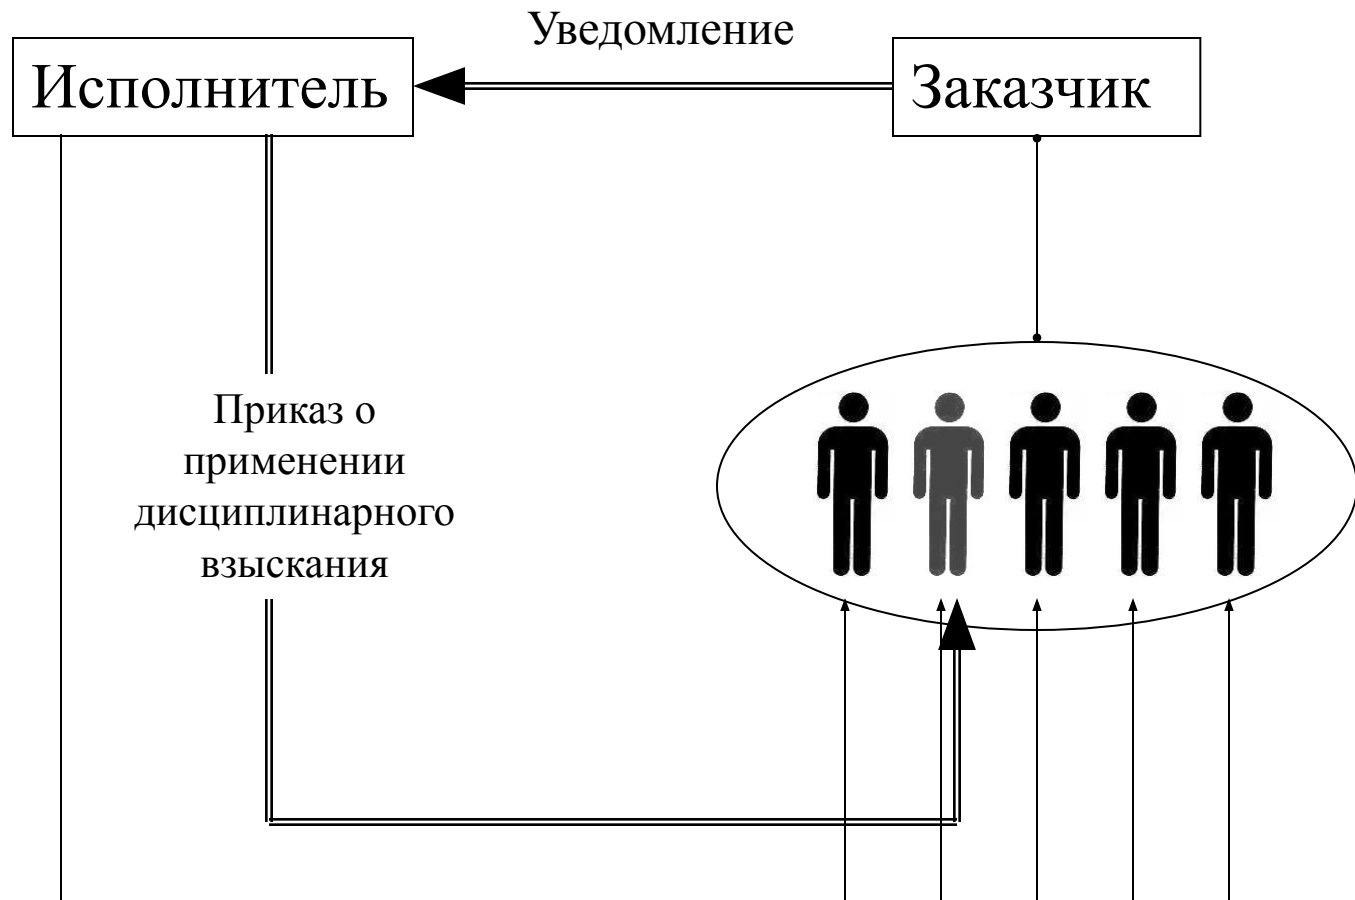 Уведомление
Исполнитель
Заказчик
Приказ о
применении
дисциплинарного
взыскания